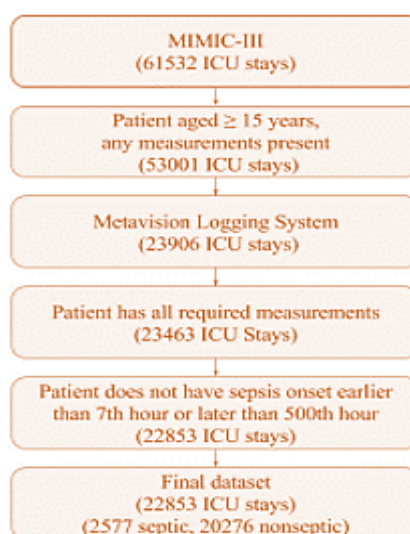 MIMIC-III
(61532 ICU stays)
Patient aged ≥ 15 years,
any measurements present
(53001 ICU stays)
Metavision Logging System
(23906 ICU stays)
Patient has all required measurements
(23463 ICU Stays)
Patient does not have sepsis onset earlier
than 7th hour or later than 500th hour
(22853 ICU stays)
Final dataset
(22853 ICU stays)
(2577 septic, 20276 nonseptic)